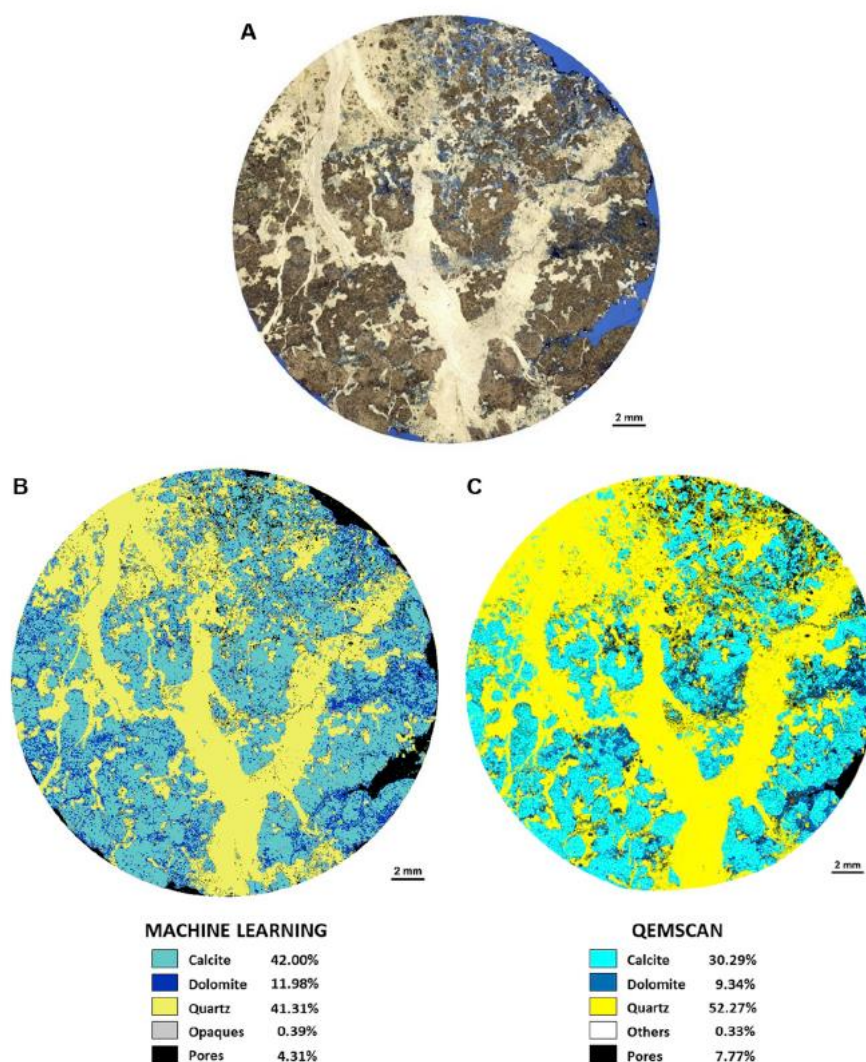 A
2 mm
B
C
2 mm
2 mm
MACHINE LEARNING
Calcite 42.00%
Dolomite 11.98%
Quartz 41.31%
Opaques 0.39%
Pores 4.31%
QEMSCAN
Calcite 30.29%
Dolomite 9.34%
Quartz 52.27%
Others 0.33%
Pores 7.77%